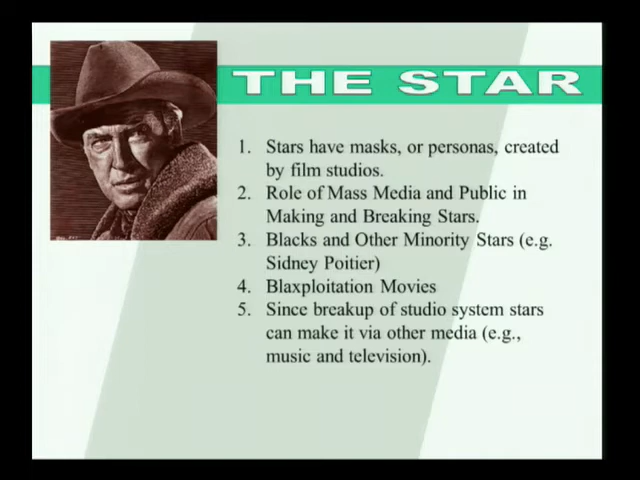 THE STAR
1. Stars have masks, or personas, created
by film studios.
2. Role of Mass Media and Public in
Making and Breaking Stars.
3. Blacks and Other Minority Stars (e.g.
Sidney Poitier)
4. Blaxploitation Movies
5. Since breakup of studio system stars
can make it via other media (e.g.,
music and television).